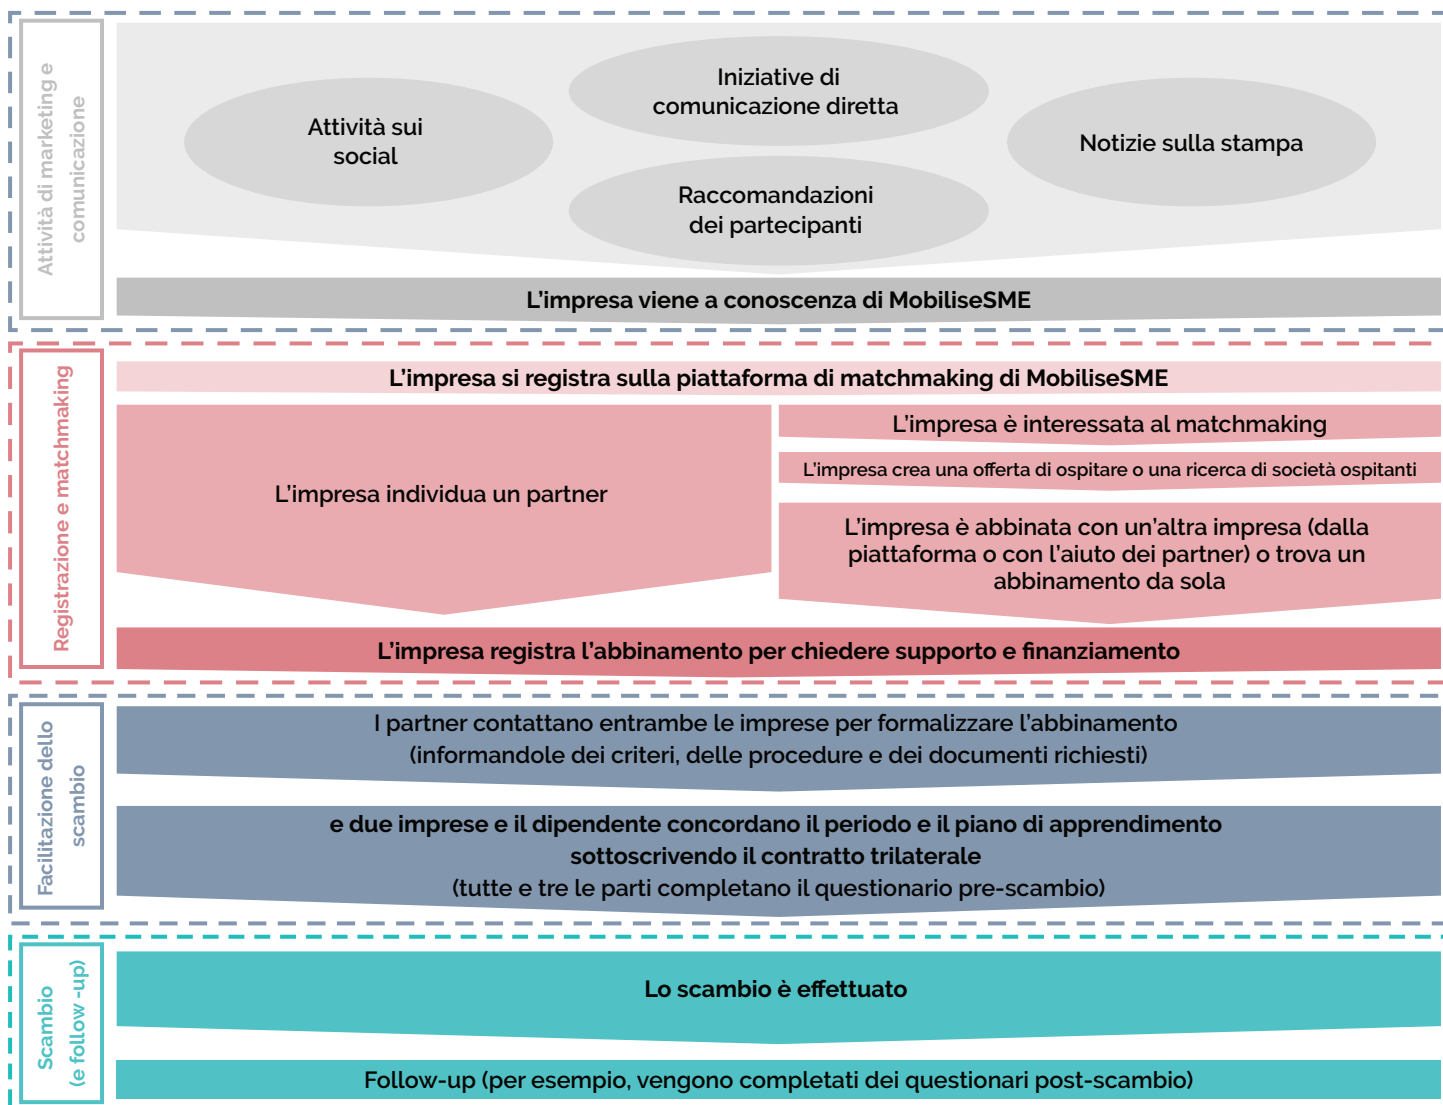 Attività di marketing e
comunicazione
Attività sui
social
Iniziative di
comunicazione diretta
Raccomandazioni
dei partecipanti
Notizie sulla stampa
L'impresa viene a conoscenza di MobiliseSME
Registrazione e matchmaking
L'impresa si registra sulla piattaforma di matchmaking di MobiliseSME
L'impresa individua un partner
L'impresa è interessata al matchmaking
L'impresa crea una offerta di ospitare o una ricerca di società ospitanti
L'impresa è abbinata con un'altra impresa (dalla
piattaforma o con l'aiuto dei partner) o trova un
abbinamento da sola
L'impresa registra l'abbinamento per chiedere supporto e finanziamento
Facilitazione dello
scambio
I partner contattano entrambe le imprese per formalizzare l'abbinamento
(informandole dei criteri, delle procedure e dei documenti richiesti)
e due imprese e il dipendente concordano il periodo e il piano di apprendimento
sottoscrivendo il contratto trilaterale
(tutte e tre le parti completano il questionario pre-scambio)
Scambio
(e follow -up)
Lo scambio è effettuato
Follow-up (per esempio, vengono completati dei questionari post-scambio)